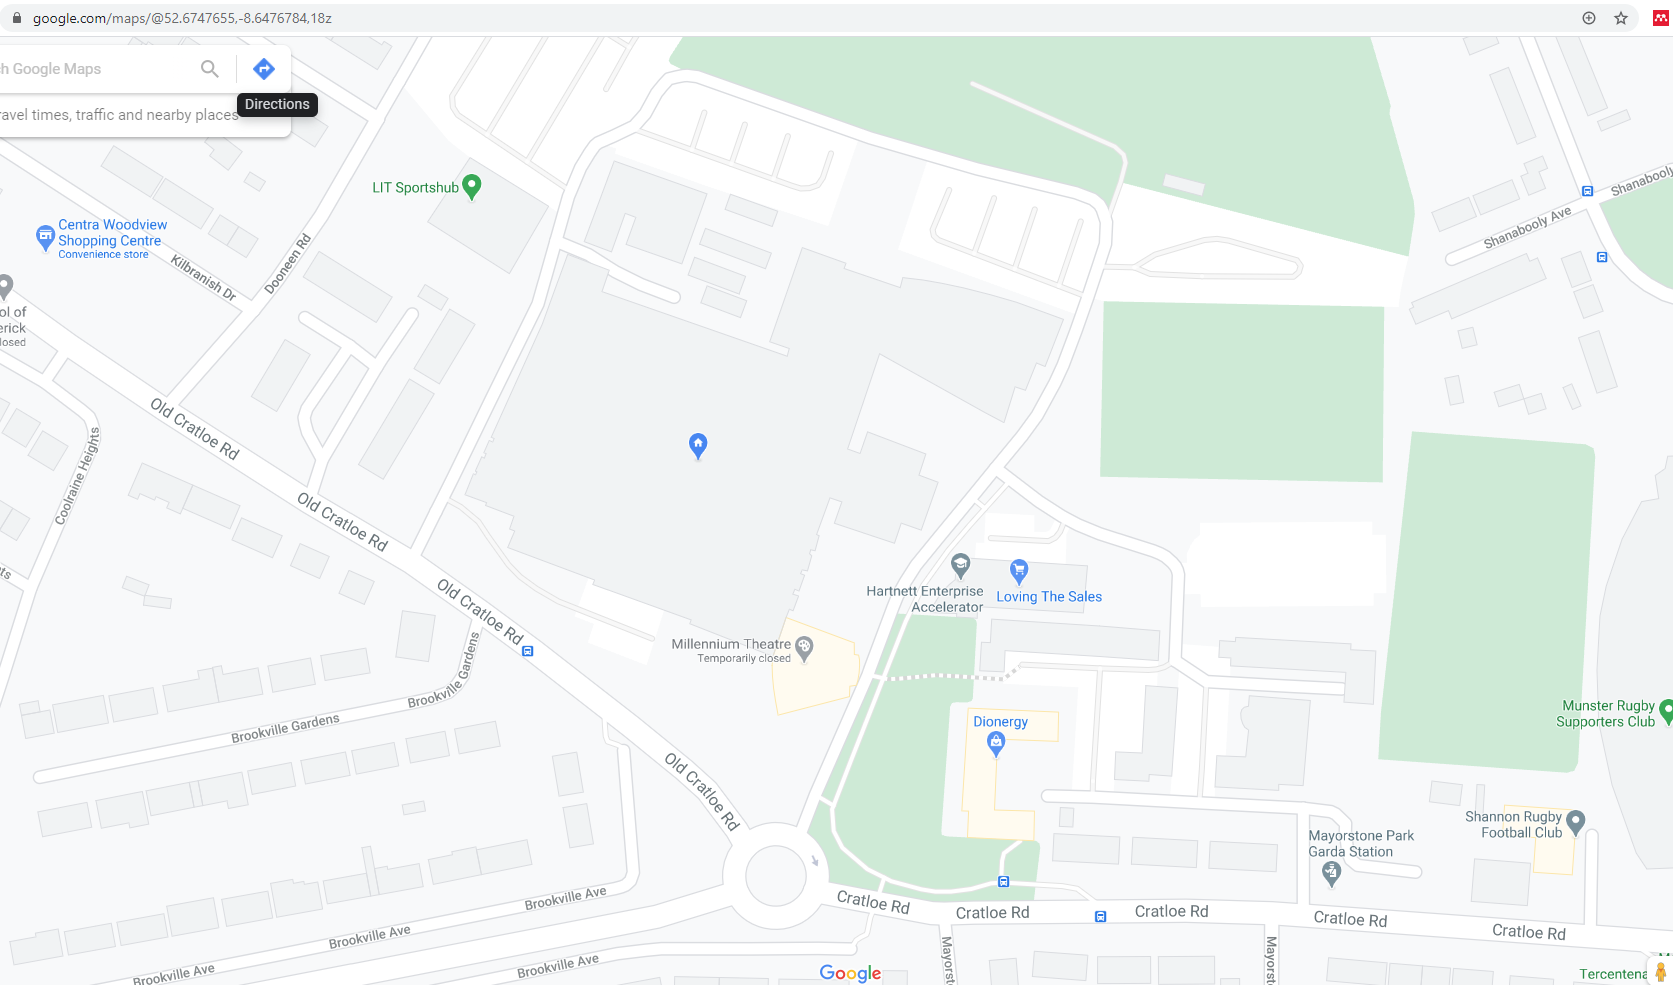 google.com/maps/@52.6747655,-8.6476784,18z
h Google Maps
Directions
ravel times, traffic and nearby places
LIT Sportshub
Centra Woodview
Shopping Centre
Convenience store
Kilbranish Dr
Dooneen Rd
Shanabooly
Shanabooly Ave
ol of
erick
losed
Old Cratloe Rd
Coolraine Heights
Old Cratloe Rd
ts
Old Cratloe Rd
Hartnett Enterprise
Accelerator
Loving The Sales
Millennium Theatre
Temporarily closed
Brookville Gardens
Brookville Gardens
Dionergy
Munster Rugby
Supporters Club
Old Cratloe Rd
Shannon Rugby
Football Club
Mayorstone Park
Garda Station
Brookville Ave
Cratloe Rd
Cratloe Rd
Cratloe Rd
Cratloe Rd
Cratloe Rd
Brookville Ave
Brookville Ave
Brookville Ave
Mayorst
Mayorst
Google
Tercentena